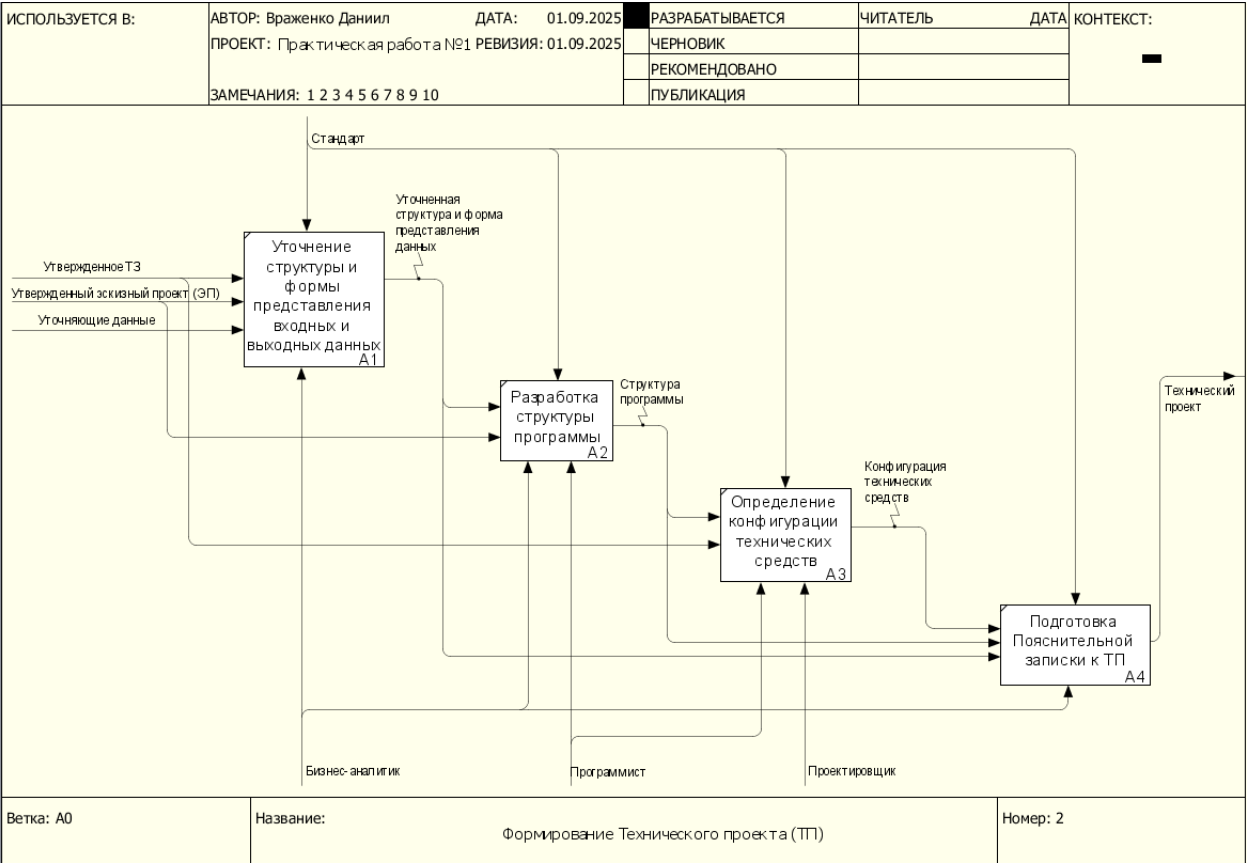 ИСПОЛЬЗУЕТСЯ В:
АВТОР: Враженко Даниил ДАТА: 01.09.2025
ПРОЕКТ: Практическая работа №1 РЕВИЗИЯ: 01.09.2025
ЗАМЕЧАНИЯ: 1 2 3 4 5 6 7 8 9 10
РАЗРАБАТЫВАЕТСЯ
ЧЕРНОВИК
РЕКОМЕНДОВАНО
ПУБЛИКАЦИЯ
ЧИТАТЕЛЬ ДАТА
КОНТЕКСТ:
Стандарт
Уточненная
структура и форма
представления
данных
Утвержденное ТЗ
Утвержденный эскизный проект (ЭП)
Уточняющие данные
Уточнение
структуры и
формы
представления
входных и
выходных данных
A1
Разработка
структуры
программы
A2
Структура
программы
Технический
проект
Конфигурация
технических
средств
Определение
конфигурации
технических
средств
A3
Подготовка
Пояснительной
записки к ТП
A4
Бизнес-аналитик
Программист
Проектировщик
Ветка: A0
Название:
Формирование Технического проекта (ТП)
Номер: 2